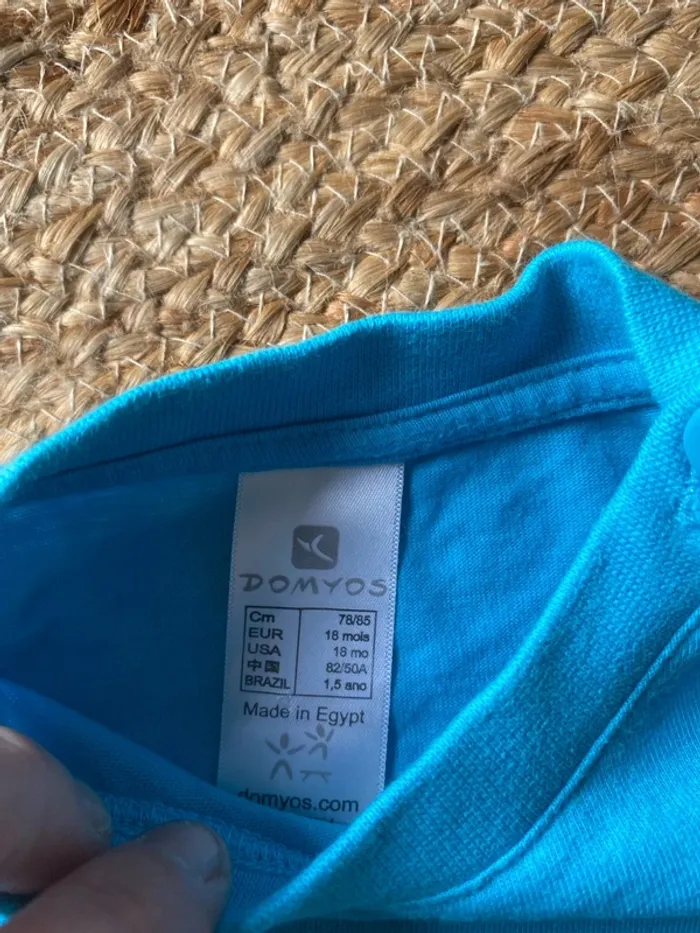 DOMYOS
Cm 78/85
EUR 18 mois
USA 18 mo
中国 82/50A
BRAZIL 1,5 ano
Made in Egypt
domyos.com